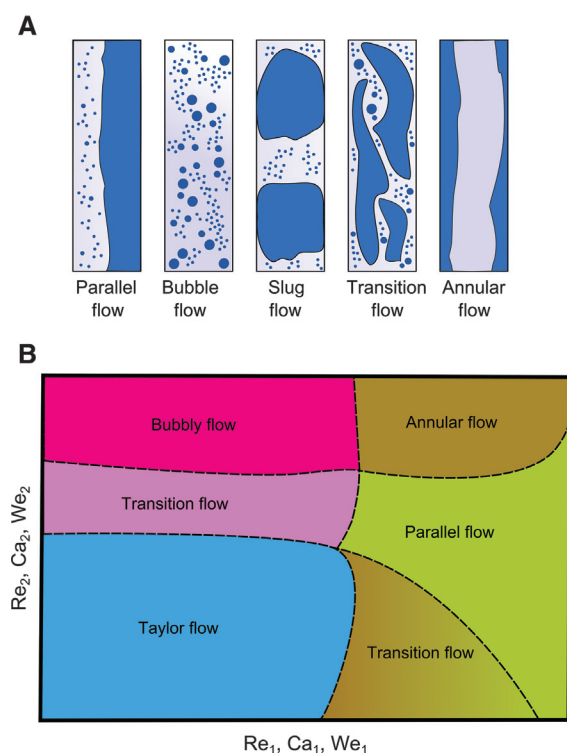 A
Parallel
flow
Bubble
flow
Slug
flow
Transition
flow
Annular
flow
B
Bubbly flow
Annular flow
Transition flow
Parallel flow
Taylor flow
Transition flow
Re₂, Ca₂, We₂
Re₁, Ca₁, We₁